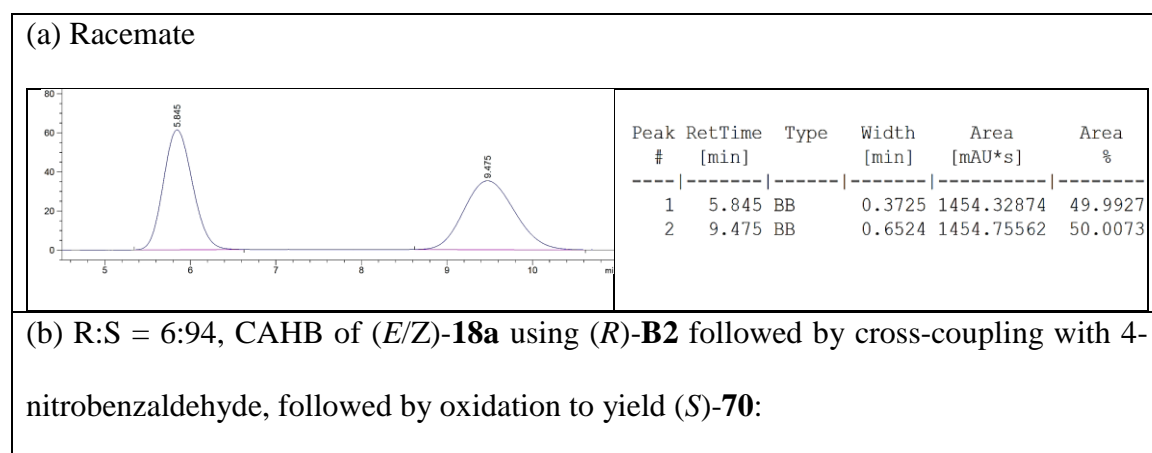 (a) Racemate
80
60
40
20
0
5.845
9.475
5 6 7 8 9 10 mi
Peak RetTime Type Width Area Area
# [min] [min] [mAU*s] %
----|-------|------|-------|----------|--------
1 5.845 BB 0.3725 1454.32874 49.9927
2 9.475 BB 0.6524 1454.75562 50.0073
(b) R:S = 6:94, CAHB of (E/Z)-18a using (R)-B2 followed by cross-coupling with 4-
nitrobenzaldehyde, followed by oxidation to yield (S)-70: